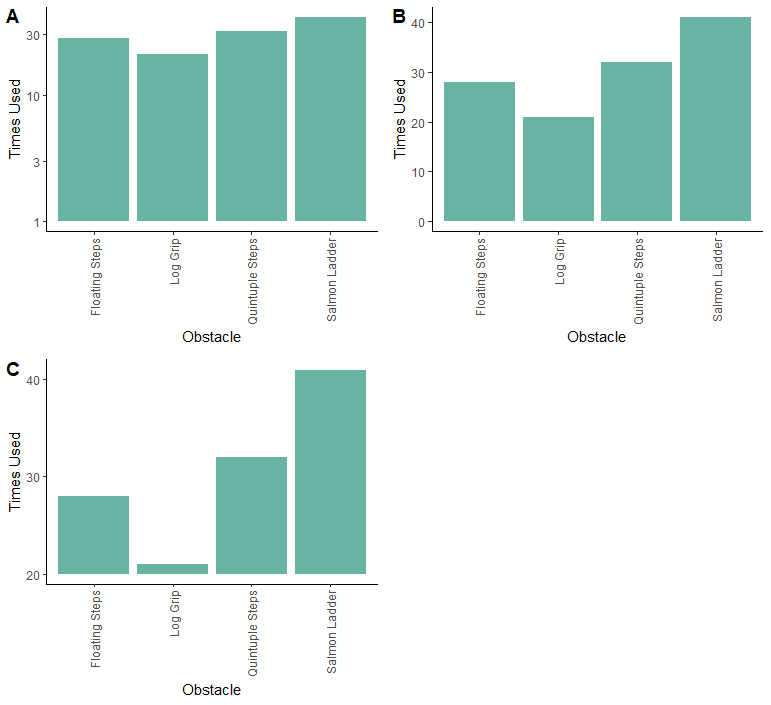 A
Times Used
30
10
3
1
Floating Steps
Log Grip
Quintuple Steps
Salmon Ladder
Obstacle
B
Times Used
40
30
20
10
0
Floating Steps
Log Grip
Quintuple Steps
Salmon Ladder
Obstacle
C
Times Used
40
30
20
Floating Steps
Log Grip
Quintuple Steps
Salmon Ladder
Obstacle